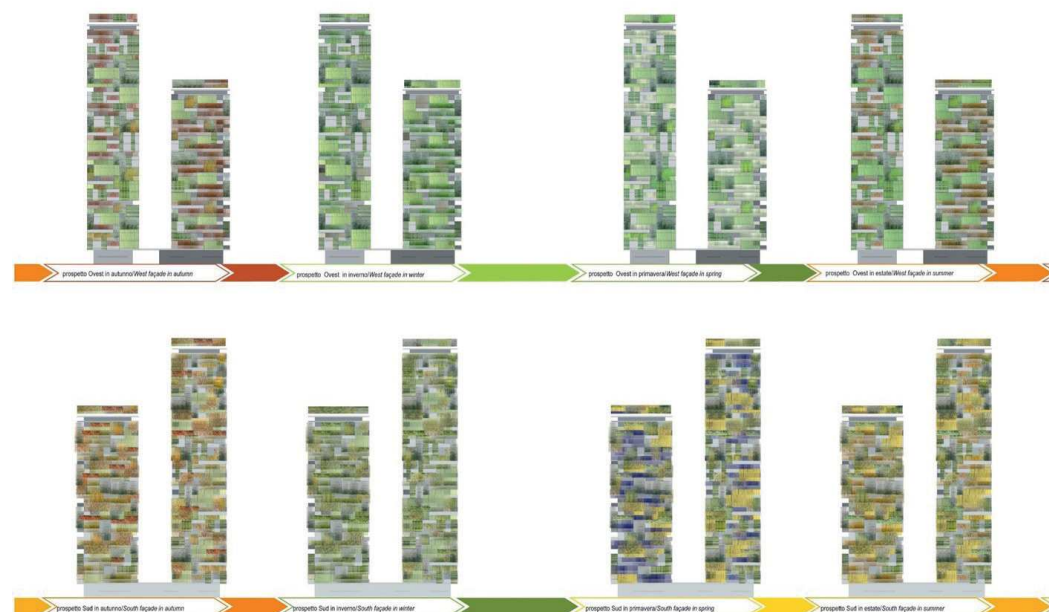 prospetto Ovest in autunno/West façade in autumn
prospetto Ovest in inverno/West façade in winter
prospetto Ovest in primavera/West façade in spring
prospetto Ovest in estate/West façade in summer
prospetto Sud in autunno/South façade in autumn
prospetto Sud in inverno/South façade in winter
prospetto Sud in primavera/South façade in spring
prospetto Sud in estate/South façade in summer